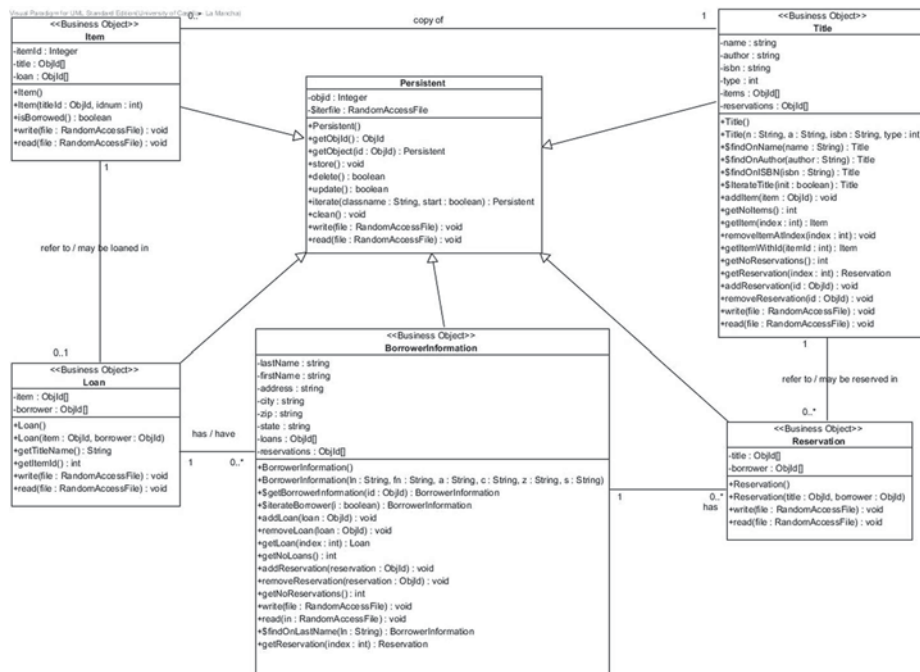 Visual Paradigm for UML Standard Edition(University of Castilla - La Mancha)
<<Business Object>>
Item
-itemId : Integer
-title : ObjId[]
-loan : ObjId[]
+Item()
+Item(titleId : ObjId, idnum : int)
+isBorrowed() : boolean
+write(file : RandomAccessFile) : void
+read(file : RandomAccessFile) : void
0..*
copy of
1
<<Business Object>>
Title
-name : string
-author : string
-isbn : string
-type : int
-items : ObjId[]
-reservations : ObjId[]
+Title()
+Title(n : String, a : String, isbn : String, type : int
+$findOnName(name : String) : Title
+$findOnAuthor(author : String) : Title
+$findOnISBN(isbn : String) : Title
+$IterateTitle(init : boolean) : Title
+addItem(item : ObjId) : void
+getNoItems() : int
+getItem(index : int) : Item
+removeItemAtIndex(index : int) : void
+getItemWithId(itemId : int) : Item
+getNoReservations() : int
+getReservation(index : int) : Reservation
+addReservation(id : ObjId) : void
+removeReservation(id : ObjId) : void
+write(file : RandomAccessFile) : void
+read(file : RandomAccessFile) : void
Persistent
-objid : Integer
-$iterfile : RandomAccessFile
+Persistent()
+getObjId() : ObjId
+getObject(id : ObjId) : Persistent
+store() : void
+delete() : boolean
+update() : boolean
+iterate(classname : String, start : boolean) : Persistent
+clean() : void
+write(file : RandomAccessFile) : void
+read(file : RandomAccessFile) : void
1
refer to / may be loaned in
0..1
<<Business Object>>
Loan
-item : ObjId[]
-borrower : ObjId[]
+Loan()
+Loan(item : ObjId, borrower : ObjId)
+getTitleName() : String
+getItemId() : int
+write(file : RandomAccessFile) : void
+read(file : RandomAccessFile) : void
has / have
1
0..*
<<Business Object>>
BorrowerInformation
-lastName : string
-firstName : string
-address : string
-city : string
-zip : string
-state : string
-loans : ObjId[]
-reservations : ObjId[]
+BorrowerInformation()
+BorrowerInformation(ln : String, fn : String, a : String, c : String, z : String, s : String)
+$getBorrowerInformation(id : ObjId) : BorrowerInformation
+$iterateBorrower(i : boolean) : BorrowerInformation
+addLoan(loan : ObjId) : void
+removeLoan(loan : ObjId) : void
+getLoan(index : int) : Loan
+getNoLoans() : int
+addReservation(reservation : ObjId) : void
+removeReservation(reservation : ObjId) : void
+getNoReservations() : int
+write(file : RandomAccessFile) : void
+read(in : RandomAccessFile) : void
+$findOnLastName(ln : String) : BorrowerInformation
+getReservation(index : int) : Reservation
1
refer to / may be reserved in
0..*
<<Business Object>>
Reservation
-title : ObjId[]
-borrower : ObjId[]
+Reservation()
+Reservation(title : ObjId, borrower : ObjId)
+write(file : RandomAccessFile) : void
+read(file : RandomAccessFile) : void
1
0..*
has